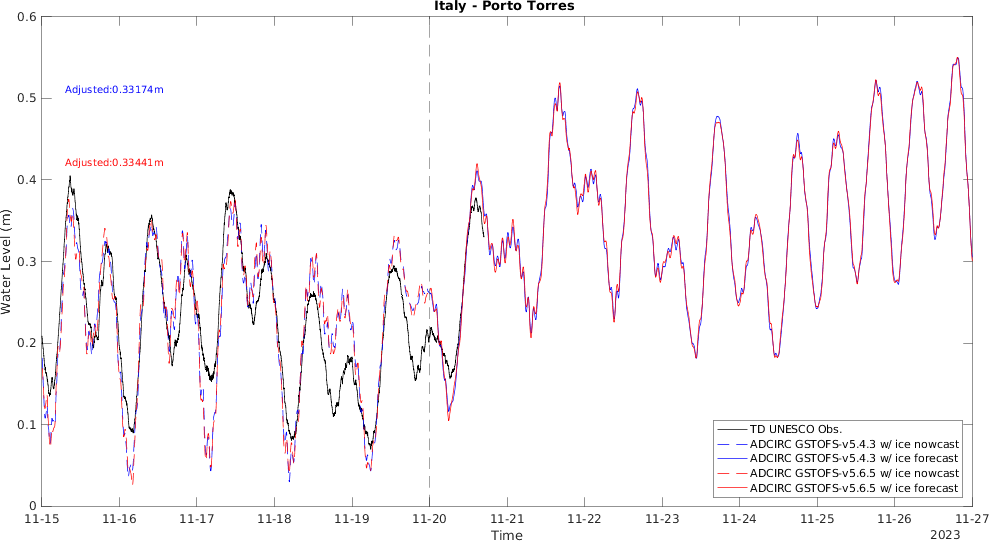 Italy - Porto Torres
0.6
0.5
0.4
0.3
0.2
0.1
0
Water Level (m)
Adjusted:0.33174m
Adjusted:0.33441m
TD UNESCO Obs.
ADCIRC GSTOFS-v5.4.3 w/ ice nowcast
ADCIRC GSTOFS-v5.4.3 w/ ice forecast
ADCIRC GSTOFS-v5.6.5 w/ ice nowcast
ADCIRC GSTOFS-v5.6.5 w/ ice forecast
11-15 11-16 11-17 11-18 11-19 11-20 11-21 11-22 11-23 11-24 11-25 11-26 11-27
Time
2023